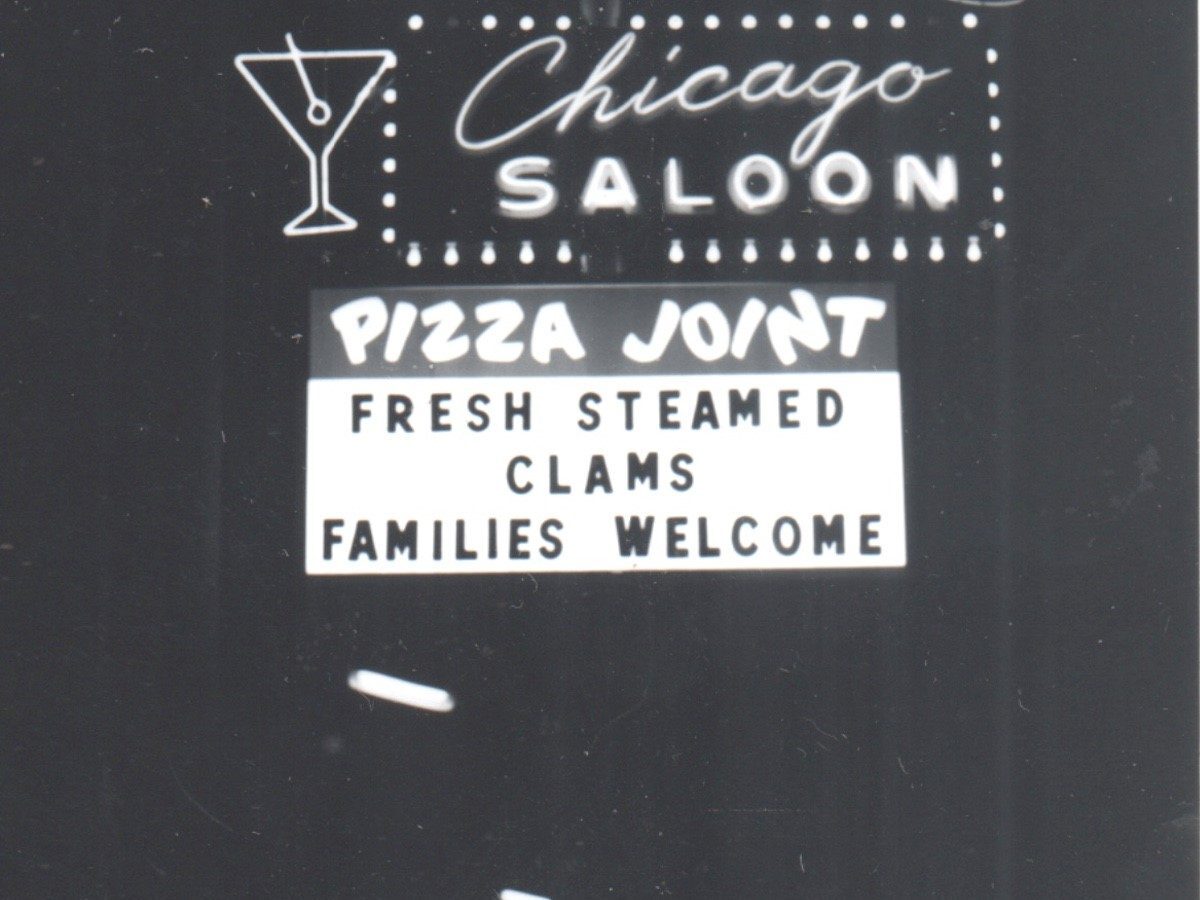 Chicago
SALOON
PIZZA JOINT
FRESH STEAMED
CLAMS
FAMILIES WELCOME